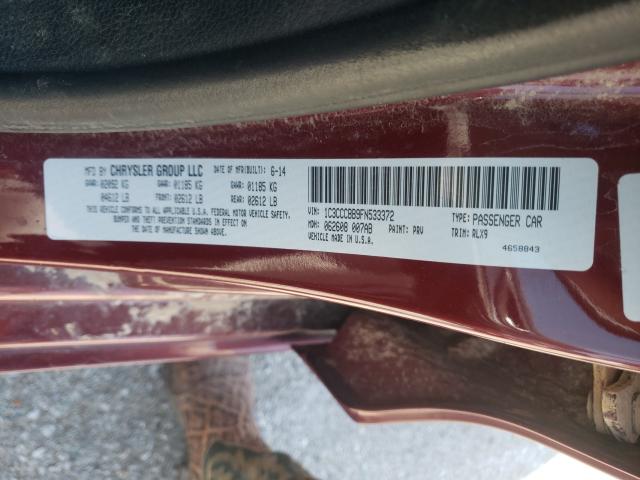 MFD BY CHRYSLER GROUP LLC DATE OF MFR(BUILT): 6-14
GVWR: 02092 KG GAWR: 01185 KG GAWR: 01185 KG
04612 LB FRONT: 02612 LB REAR: 02612 LB
THIS VEHICLE CONFORMS TO ALL APPLICABLE U.S.A. FEDERAL MOTOR VEHICLE SAFETY,
BUMPER AND THEFT PREVENTION STANDARDS IN EFFECT ON
THE DATE OF MANUFACTURE SHOWN ABOVE.
VIN: 1C3CCCBB9FN533372 TYPE: PASSENGER CAR
MDH: 062608 007AB PAINT: PRV TRIM: RLX9
VEHICLE MADE IN U.S.A. 4658843